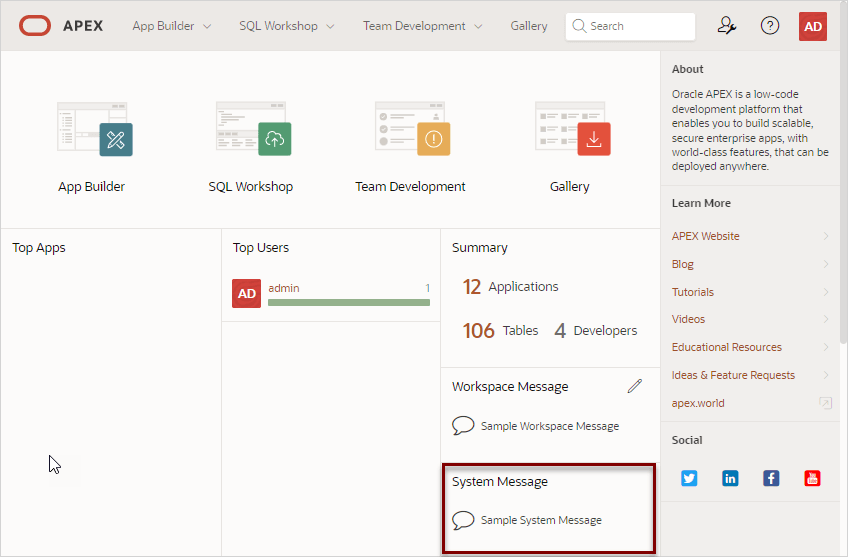 APEX
App Builder
SQL Workshop
Team Development
Gallery
Search
AD
App Builder
SQL Workshop
Team Development
Gallery
Top Apps
Top Users
AD
admin
1
Summary
12 Applications
106 Tables
4 Developers
Workspace Message
Sample Workspace Message
System Message
Sample System Message
About
Oracle APEX is a low-code
development platform that
enables you to build scalable,
secure enterprise apps, with
world-class features, that can be
deployed anywhere.
Learn More
APEX Website
Blog
Tutorials
Videos
Educational Resources
Ideas & Feature Requests
apex.world
Social